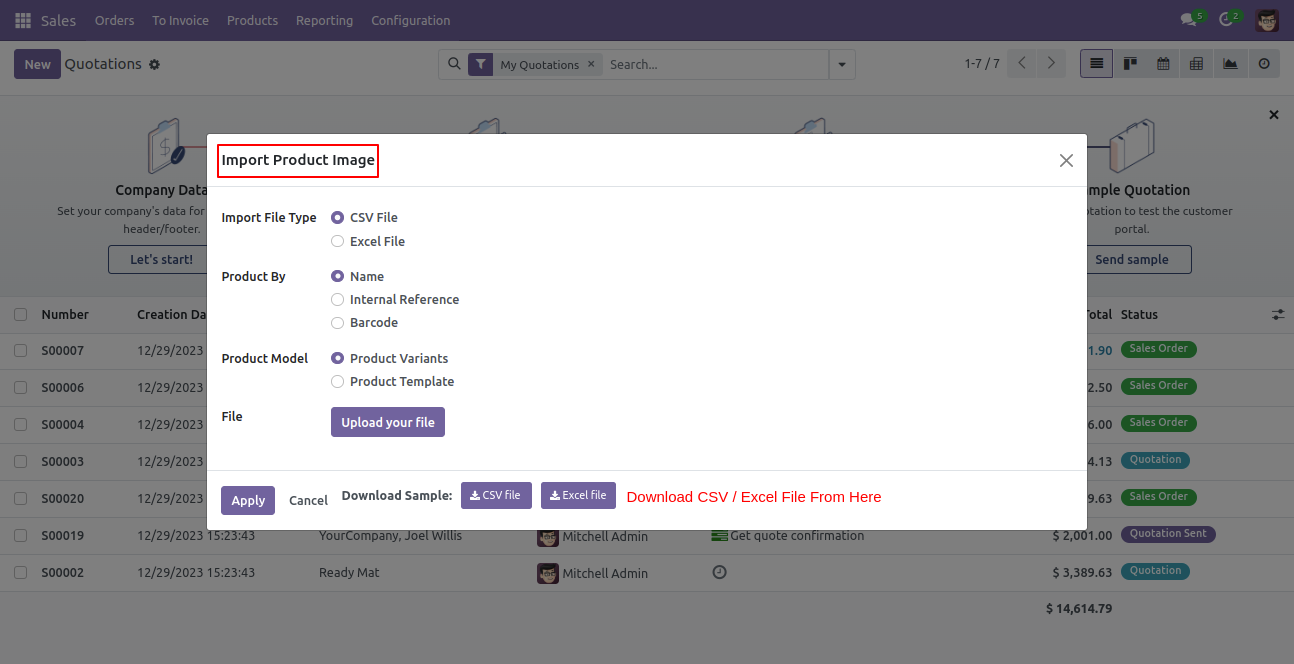 Sales Orders To Invoice Products Reporting Configuration 5 2
New Quotations My Quotations × Search... 1-7 / 7
Import Product Image
Company Data
Set your company's data for
header/footer.
Let's start!
Quotation
to test the customer
portal.
Send sample
Import File Type CSV File
Excel File
Product By Name
Internal Reference
Barcode
Product Model Product Variants
Product Template
File Upload your file
Apply Cancel Download Sample: CSV file Excel file Download CSV / Excel File From Here
Number Creation Da Total Status
S00007 12/29/2023 1.90 Sales Order
S00006 12/29/2023 2.50 Sales Order
S00004 12/29/2023 6.00 Sales Order
S00003 12/29/2023 4.13 Quotation
S00020 12/29/2023 9.63 Sales Order
S00019 12/29/2023 15:23:43 YourCompany, Joel Willis Mitchell Admin Get quote confirmation $ 2,001.00 Quotation Sent
S00002 12/29/2023 15:23:43 Ready Mat Mitchell Admin $ 3,389.63 Quotation
$ 14,614.79